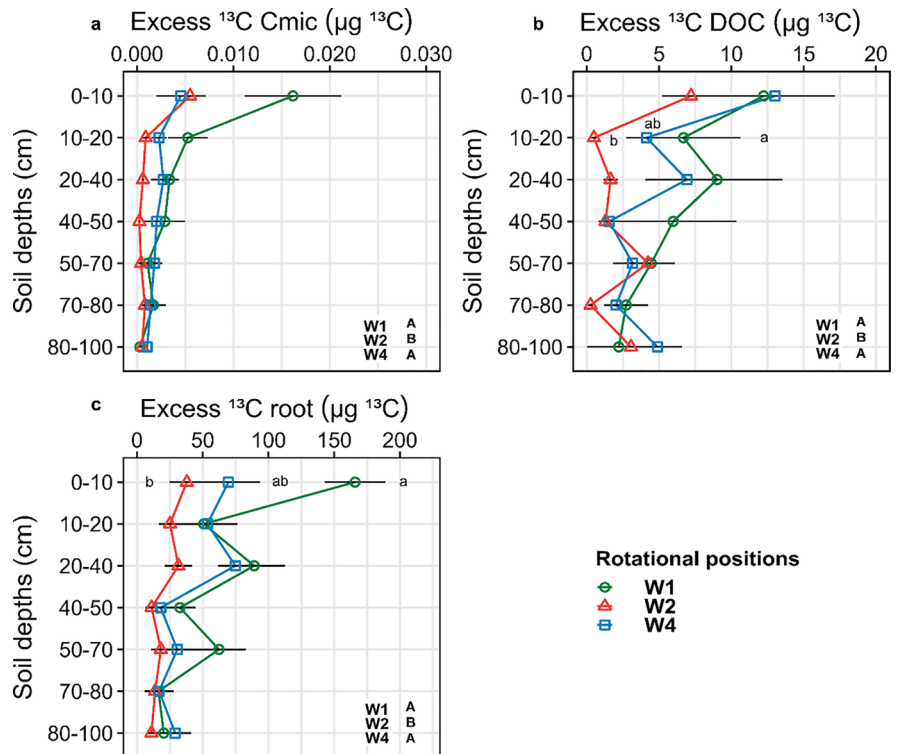 a Excess ¹³C Cmic (µg ¹³C)
0.000 0.010 0.020 0.030
Soil depths (cm)
0-10
10-20
20-40
40-50
50-70
70-80
80-100
W1 A
W2 B
W4 A
b Excess ¹³C DOC (µg ¹³C)
0 5 10 15 20
Soil depths (cm)
0-10
10-20
20-40
40-50
50-70
70-80
80-100
b ab a
W1 A
W2 B
W4 A
c Excess ¹³C root (µg ¹³C)
0 50 100 150 200
Soil depths (cm)
0-10
10-20
20-40
40-50
50-70
70-80
80-100
b ab a
W1 A
W2 B
W4 A
Rotational positions
W1
W2
W4